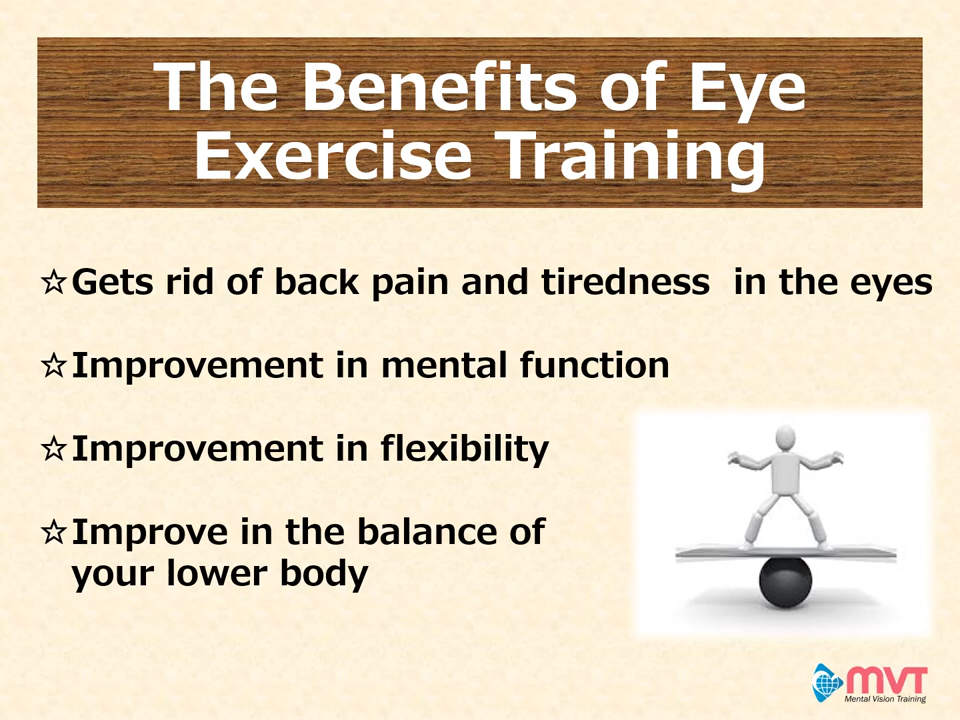 The Benefits of Eye
Exercise Training
☆Gets rid of back pain and tiredness  in the eyes
☆Improvement in mental function
☆Improvement in flexibility
☆Improve in the balance of
your lower body
MVT
Mental Vision Training